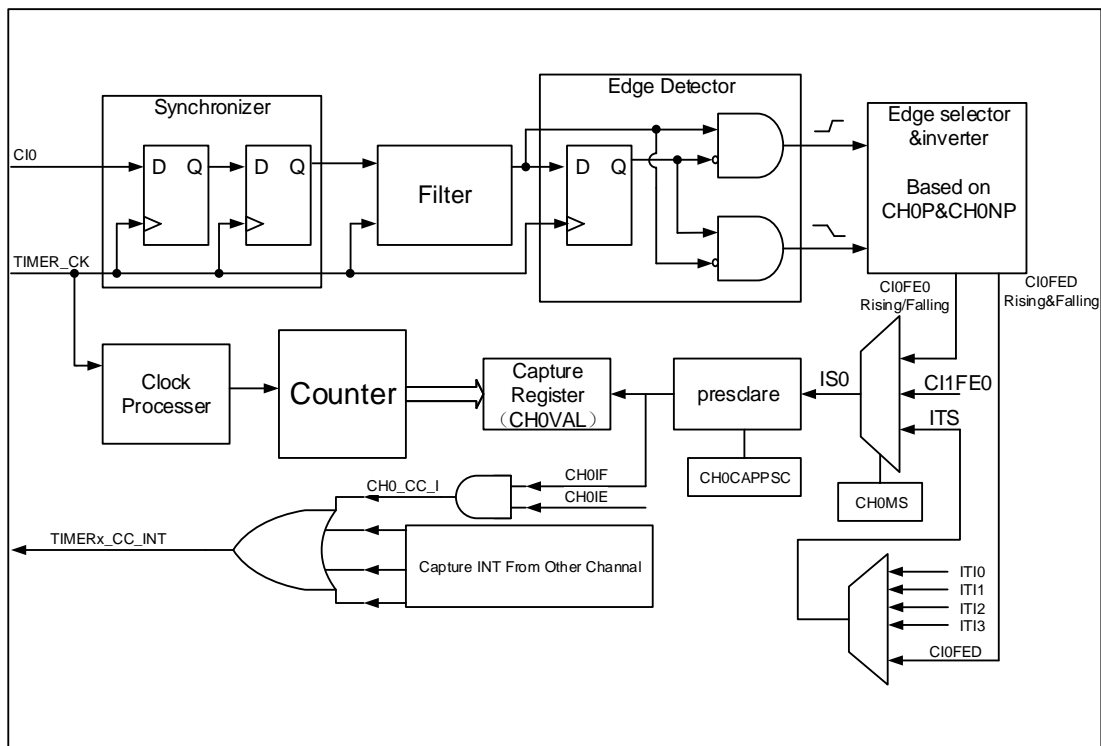 Synchronizer
Edge Detector
Edge selector
&inverter
Based on
CH0P&CH0NP
CI0
D Q
D Q
Filter
D Q
TIMER_CK
CI0FE0
Rising/Falling
CI0FED
Rising&Falling
Clock
Processer
Counter
Capture
Register
(CH0VAL)
presclare
IS0
CI1FE0
ITS
CH0CAPPSC
CH0MS
CH0_CC_I
CH0IF
CH0IE
TIMERx_CC_INT
Capture INT From Other Channel
ITI0
ITI1
ITI2
ITI3
CI0FED